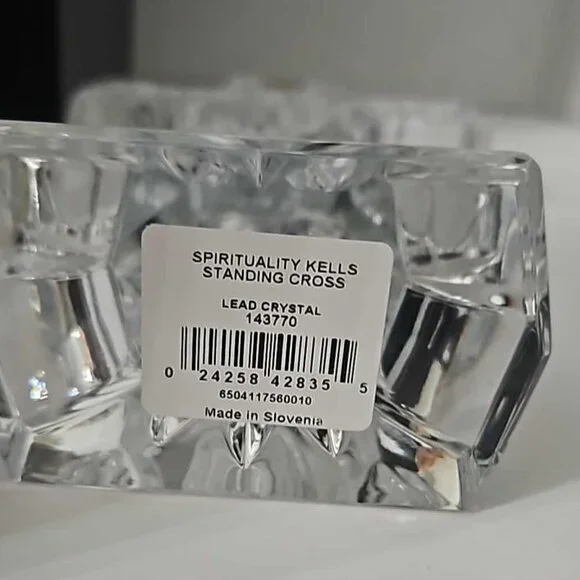 SPIRITUALITY KELLS
STANDING CROSS
LEAD CRYSTAL
143770
0 24258 42835 5
6504117560010
Made in Slovenia